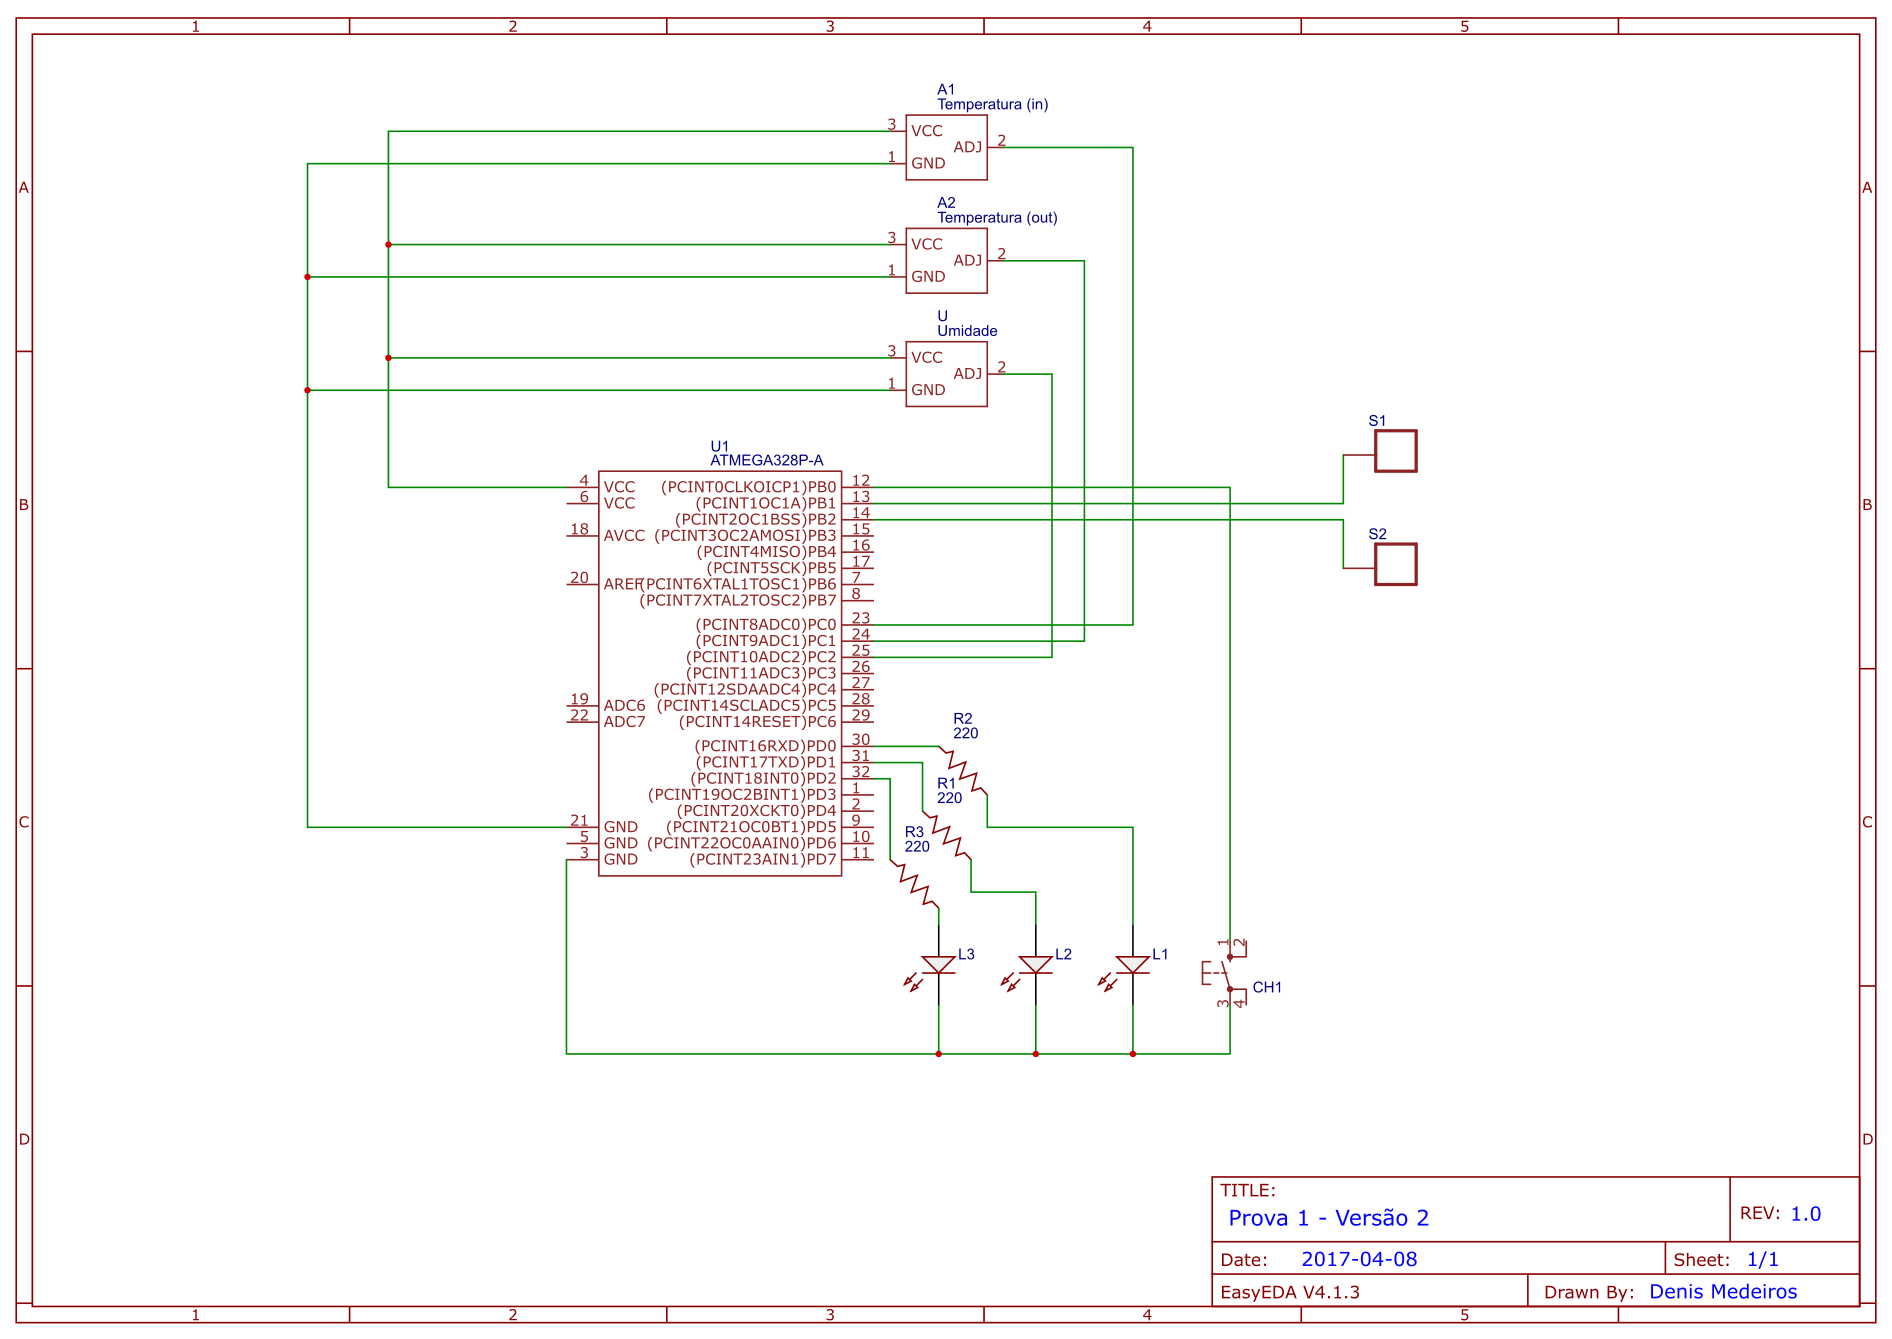 1 2 3 4 5
A A
B B
C C
D D
A1
Temperatura (in)
3 VCC
ADJ 2
1 GND
A2
Temperatura (out)
3 VCC
ADJ 2
1 GND
U
Umidade
3 VCC
ADJ 2
1 GND
S1
S2
U1
ATMEGA328P-A
4 VCC (PCINT0CLKOICP1)PB0 12
6 VCC (PCINT1OC1A)PB1 13
(PCINT2OC1BSS)PB2 14
18 AVCC (PCINT3OC2AMOSI)PB3 15
(PCINT4MISO)PB4 16
(PCINT5SCK)PB5 17
20 AREF (PCINT6XTAL1TOSC1)PB6 7
(PCINT7XTAL2TOSC2)PB7 8
(PCINT8ADC0)PC0 23
(PCINT9ADC1)PC1 24
(PCINT10ADC2)PC2 25
(PCINT11ADC3)PC3 26
(PCINT12SDAADC4)PC4 27
19 ADC6 (PCINT14SCLADC5)PC5 28
22 ADC7 (PCINT14RESET)PC6 29
(PCINT16RXD)PD0 30
(PCINT17TXD)PD1 31
(PCINT18INT0)PD2 32
(PCINT19OC2BINT1)PD3 1
(PCINT20XCKT0)PD4 2
21 GND (PCINT21OC0BT1)PD5 9
5 GND (PCINT22OC0AAIN0)PD6 10
3 GND (PCINT23AIN1)PD7 11
R2
220
R1
220
R3
220
L3 L2 L1
1 2
CH1
3 4
TITLE:
Prova 1 - Versão 2
REV: 1.0
Date: 2017-04-08
Sheet: 1/1
EasyEDA V4.1.3
Drawn By: Denis Medeiros
1 2 3 4 5